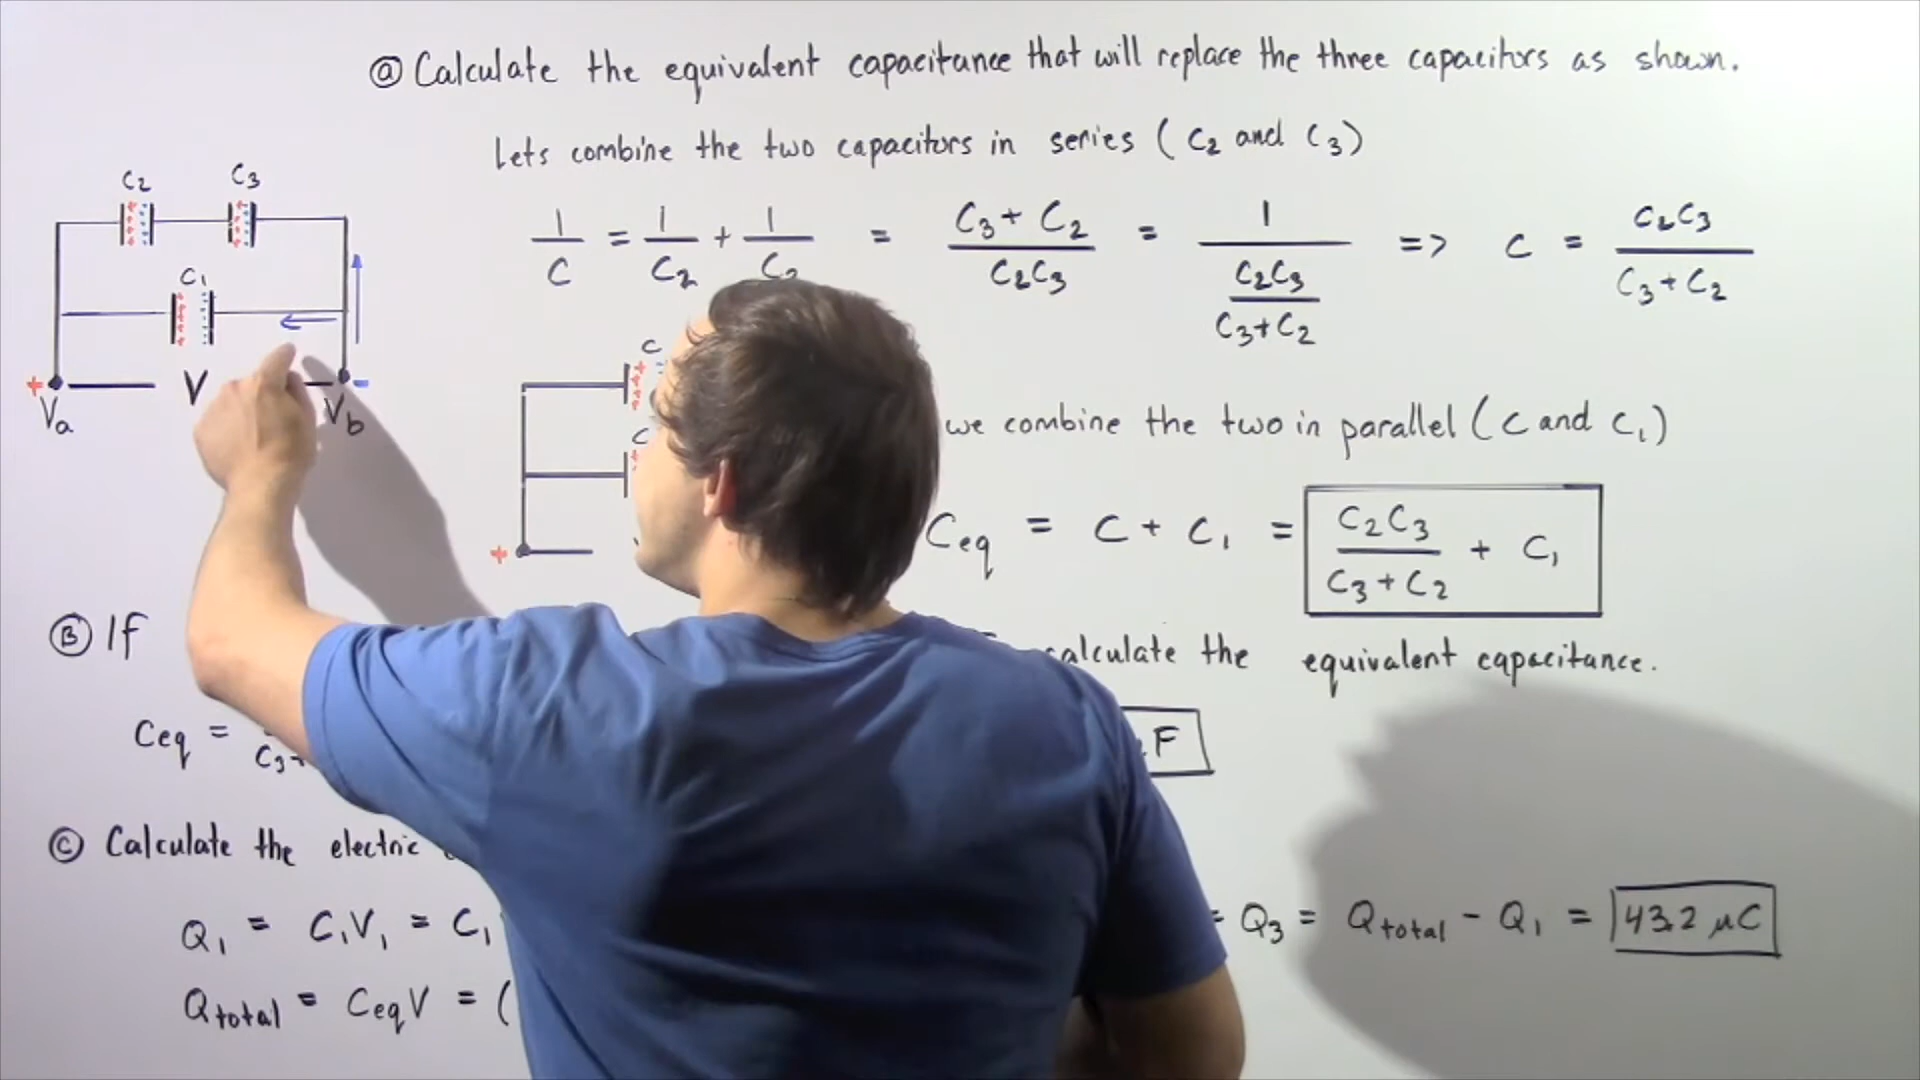 ⓐ Calculate the equivalent capacitance that will replace the three capacitors as shown.
Lets combine the two capacitors in series (C₂ and C₃)
C₂ C₃
C₁
+ V -
Va Vb
1/C = 1/C₂ + 1/ = (C₃ + C₂)/(C₂C₃) = 1/((C₂C₃)/(C₃+C₂)) => C = (C₂C₃)/(C₃+C₂)
C
+
we combine the two in parallel (C and C₁)
Ceq = C + C₁ = (C₂C₃)/(C₃+C₂) + C₁
Ⓑ If calculate the equivalent capacitance.
Ceq = F
Ⓒ Calculate the electric
Q₁ = C₁V₁ = C₁ = Q₃ = Qtotal - Q₁ = 43.2 μC
Qtotal = CeqV = (